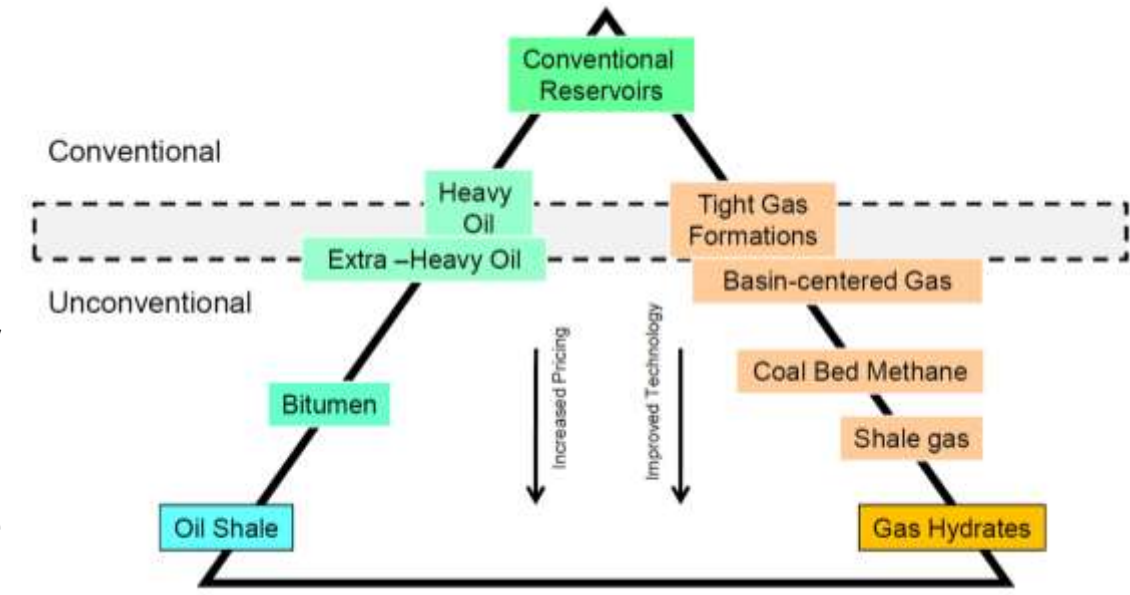 Conventional
Reservoirs
Conventional
Heavy
Oil
Tight Gas
Formations
Extra –Heavy Oil
Basin-centered Gas
Unconventional
Increased Pricing
Improved Technology
Coal Bed Methane
Bitumen
Shale gas
Oil Shale
Gas Hydrates